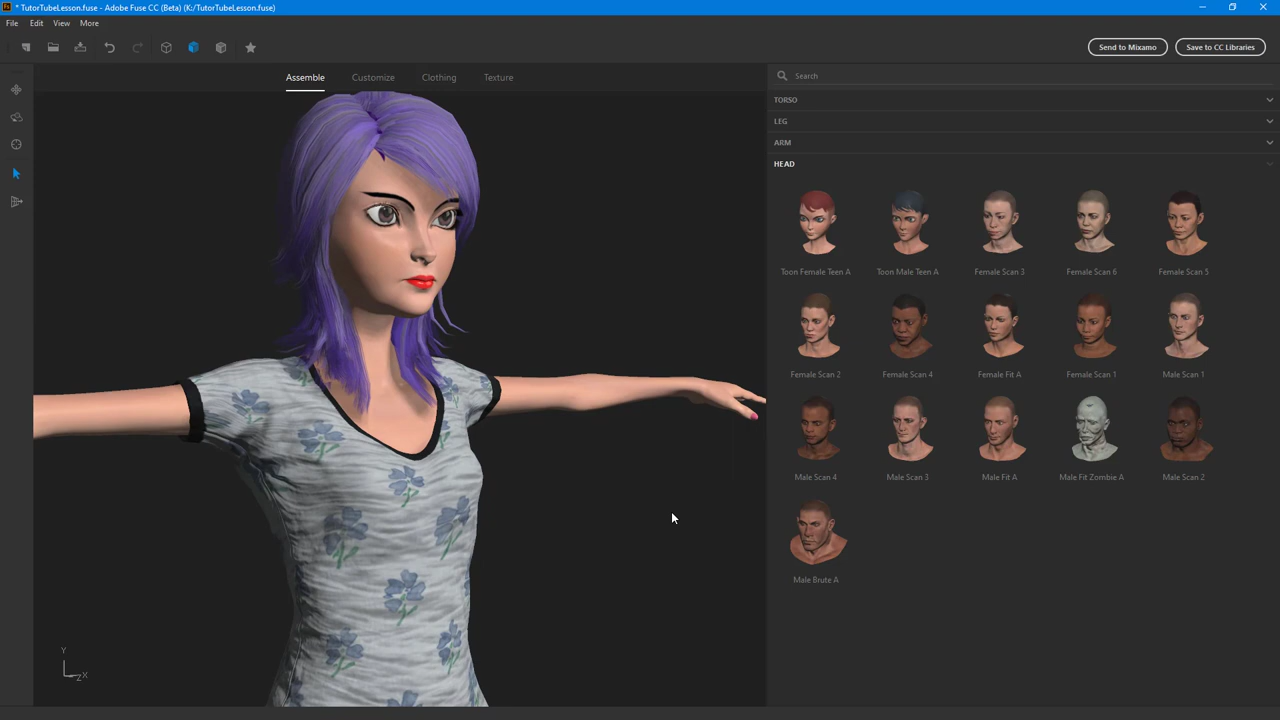 * TutorTubeLesson.fuse - Adobe Fuse CC (Beta) (K:/TutorTubeLesson.fuse)
File Edit View More
Send to Mixamo Save to CC Libraries
Assemble Customize Clothing Texture
Search
TORSO
LEG
ARM
HEAD
Toon Female Teen A Toon Male Teen A Female Scan 3 Female Scan 6 Female Scan 5
Female Scan 2 Female Scan 4 Female Fit A Female Scan 1 Male Scan 1
Male Scan 4 Male Scan 3 Male Fit A Male Fit Zombie A Male Scan 2
Male Brute A
Y
Z X